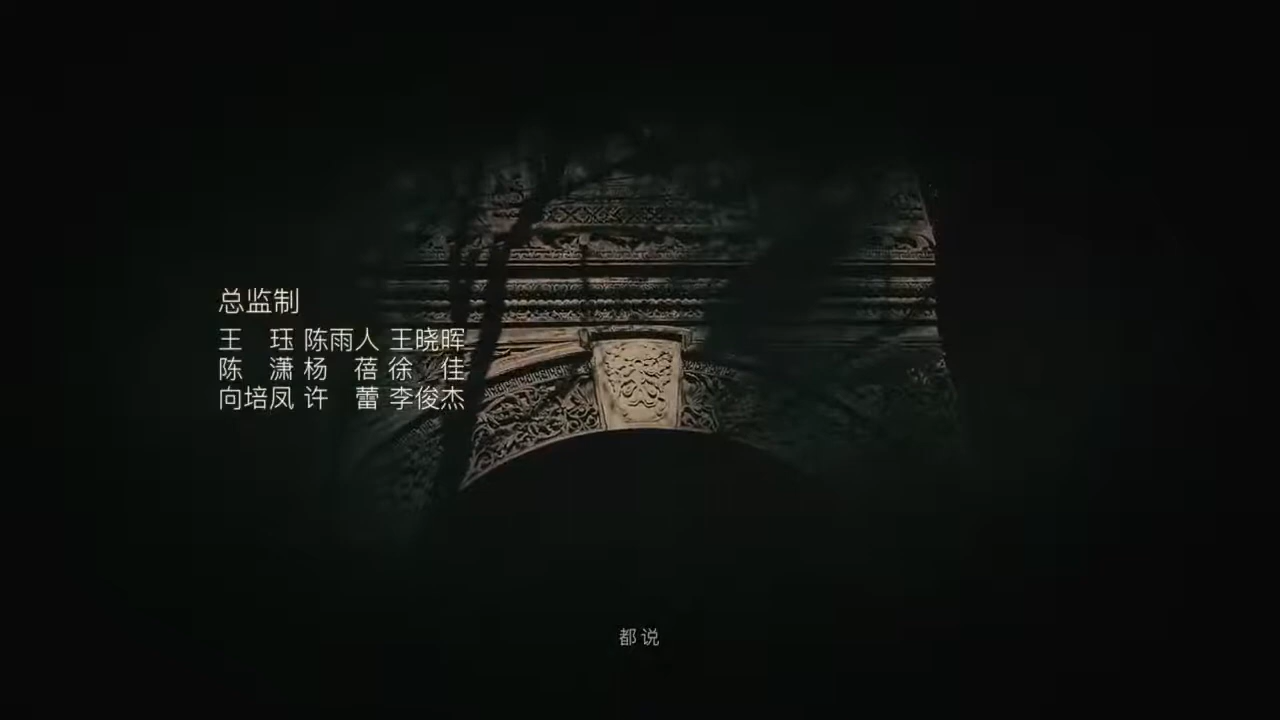 总监制
王　珏 陈雨人 王晓晖
陈　潇 杨　蓓 徐　佳
向培凤 许　蕾 李俊杰
都说